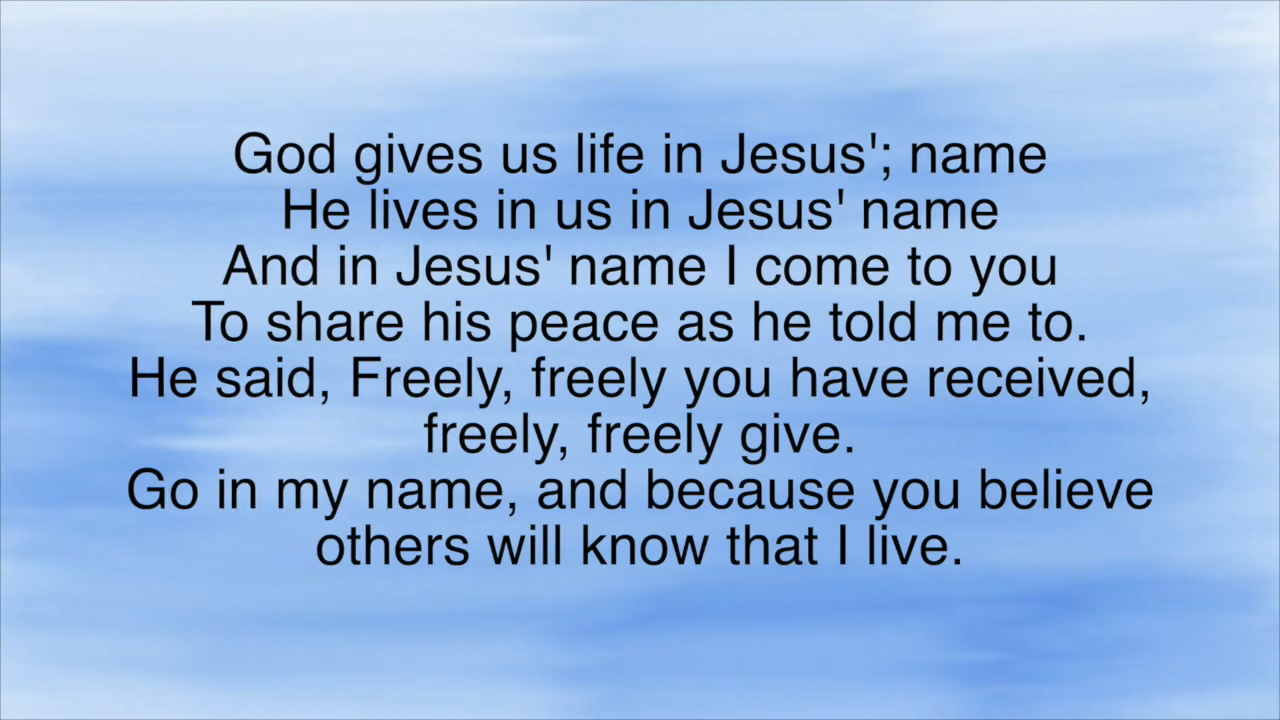 God gives us life in Jesus'; name
He lives in us in Jesus' name
And in Jesus' name I come to you
To share his peace as he told me to.
He said, Freely, freely you have received,
freely, freely give.
Go in my name, and because you believe
others will know that I live.